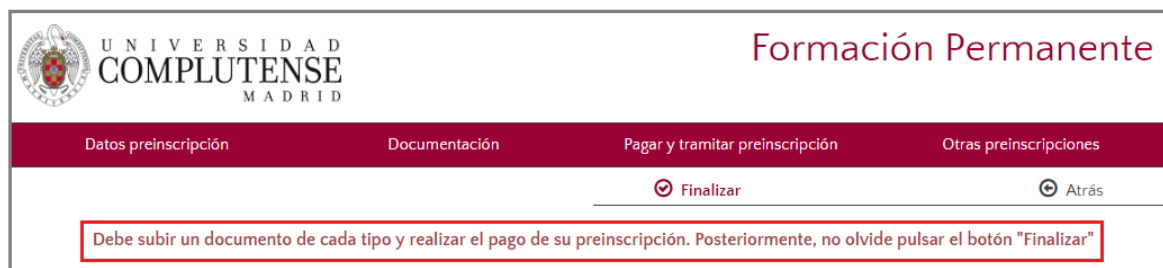 UNIVERSIDAD
COMPLUTENSE
MADRID
Formación Permanente
Datos preinscripción Documentación Pagar y tramitar preinscripción Otras preinscripciones
Finalizar Atrás
Debe subir un documento de cada tipo y realizar el pago de su preinscripción. Posteriormente, no olvide pulsar el botón "Finalizar"